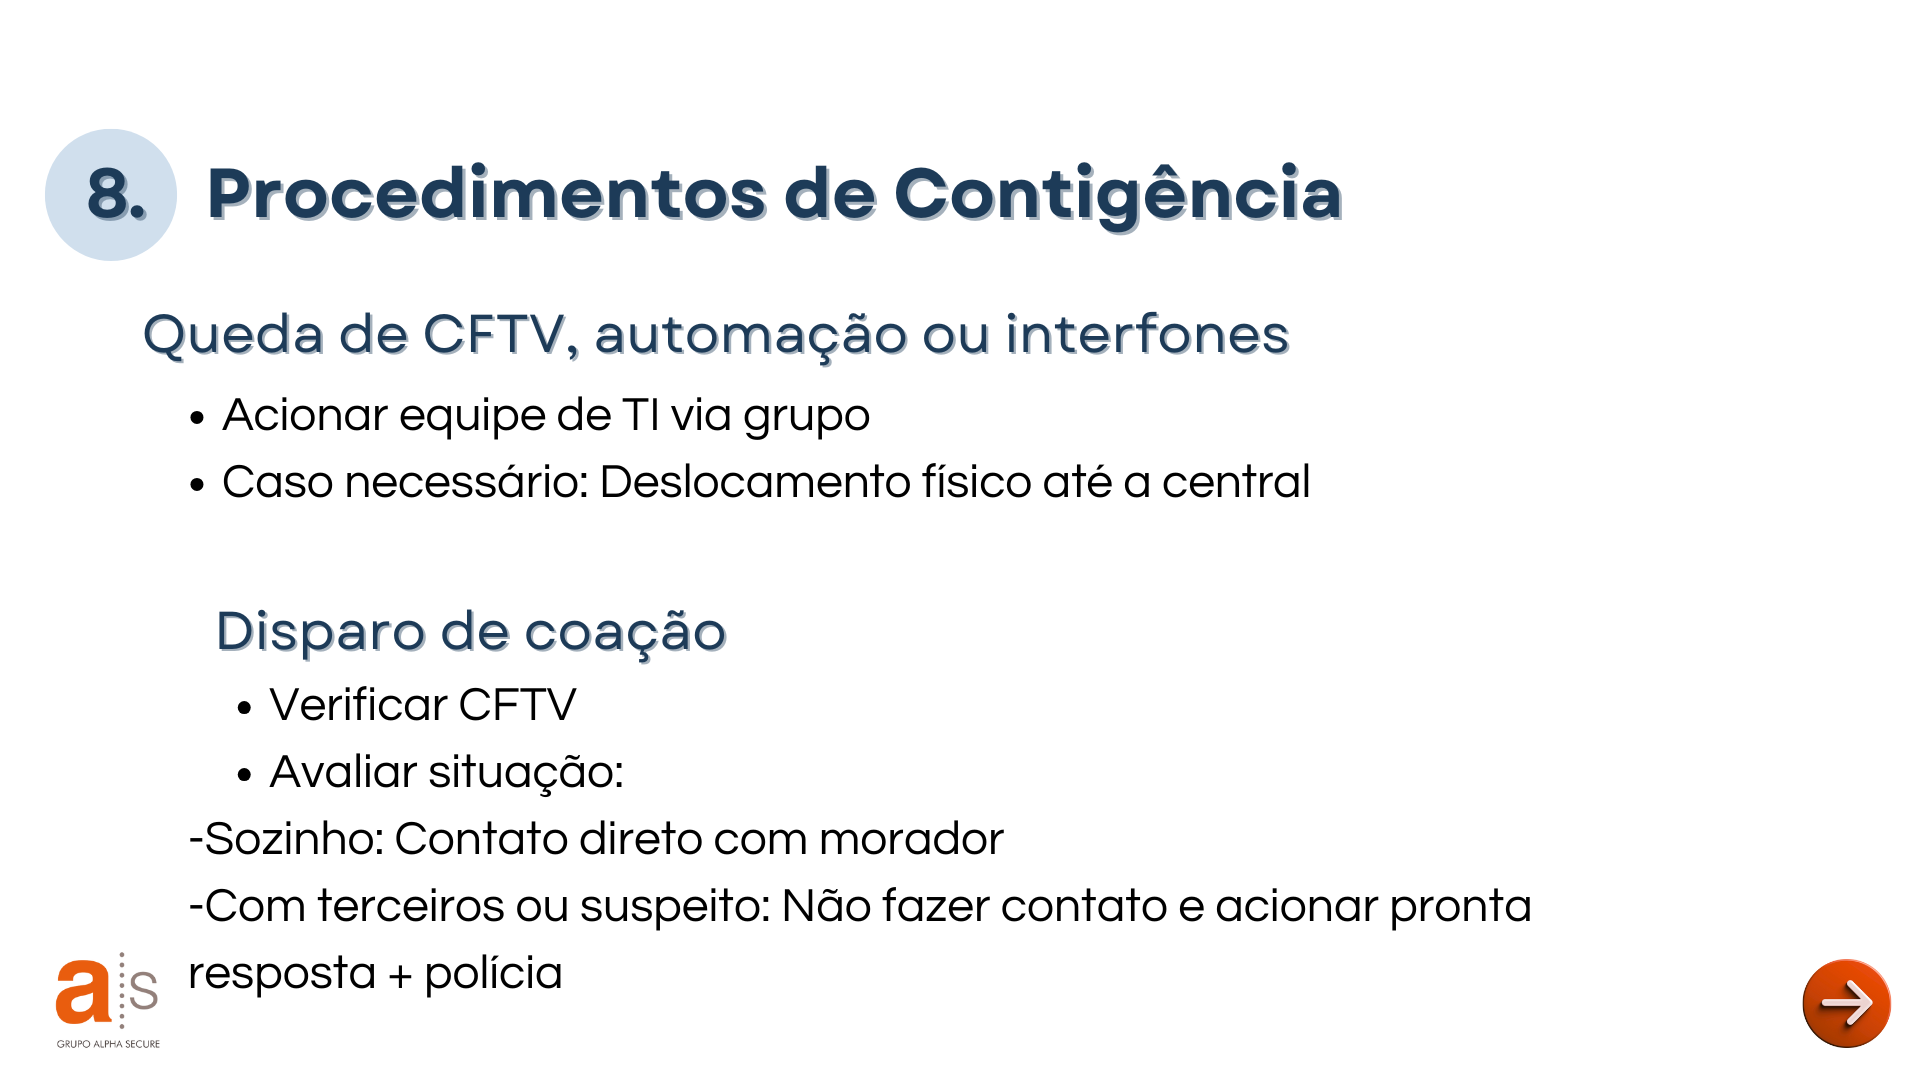 8. Procedimentos de Contigência
Queda de CFTV, automação ou interfones
• Acionar equipe de TI via grupo
• Caso necessário: Deslocamento físico até a central
Disparo de coação
• Verificar CFTV
• Avaliar situação:
-Sozinho: Contato direto com morador
-Com terceiros ou suspeito: Não fazer contato e acionar pronta
resposta + polícia
as
GRUPO ALPHA SECURE